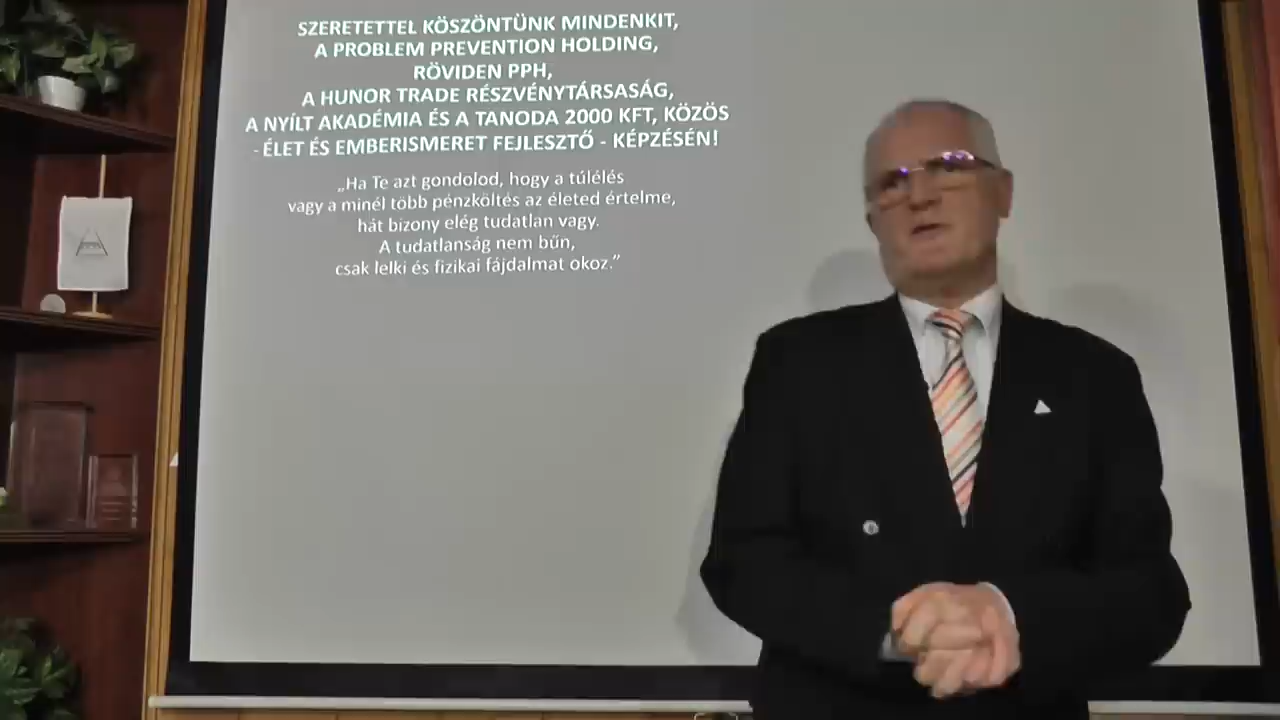 SZERETETTEL KÖSZÖNTÜNK MINDENKIT,
A PROBLEM PREVENTION HOLDING,
RÖVIDEN PPH,
A HUNOR TRADE RÉSZVÉNYTÁRSASÁG,
A NYÍLT AKADÉMIA ÉS A TANODA 2000 KFT, KÖZÖS
- ÉLET ÉS EMBERISMERET FEJLESZTŐ - KÉPZÉSÉN!
„Ha Te azt gondolod, hogy a túlélés
vagy a minél több pénzköltés az életed értelme,
hát bizony elég tudatlan vagy.
A tudatlanság nem bűn,
csak lelki és fizikai fájdalmat okoz.”